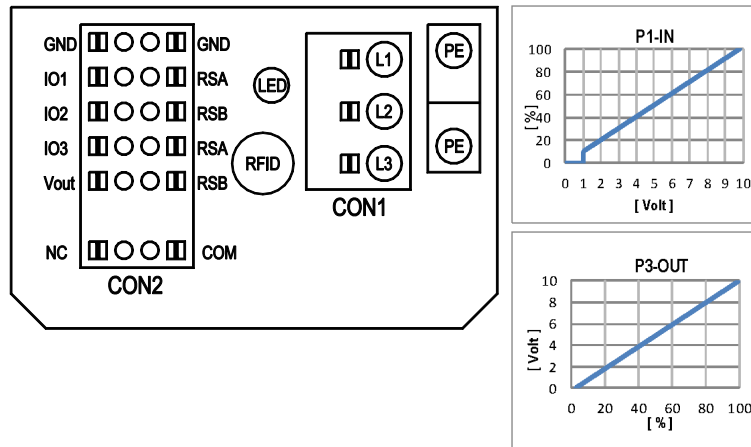 GND GND
IO1 RSA
IO2 RSB
IO3 RSA
Vout RSB
NC COM
CON2
LED
RFID
L1
L2
L3
CON1
PE
PE
P1-IN
[ %]
100
80
60
40
20
0
0 1 2 3 4 5 6 7 8 9 10
[ Volt ]
P3-OUT
[ Volt ]
10
8
6
4
2
0
0 20 40 60 80 100
[ %]